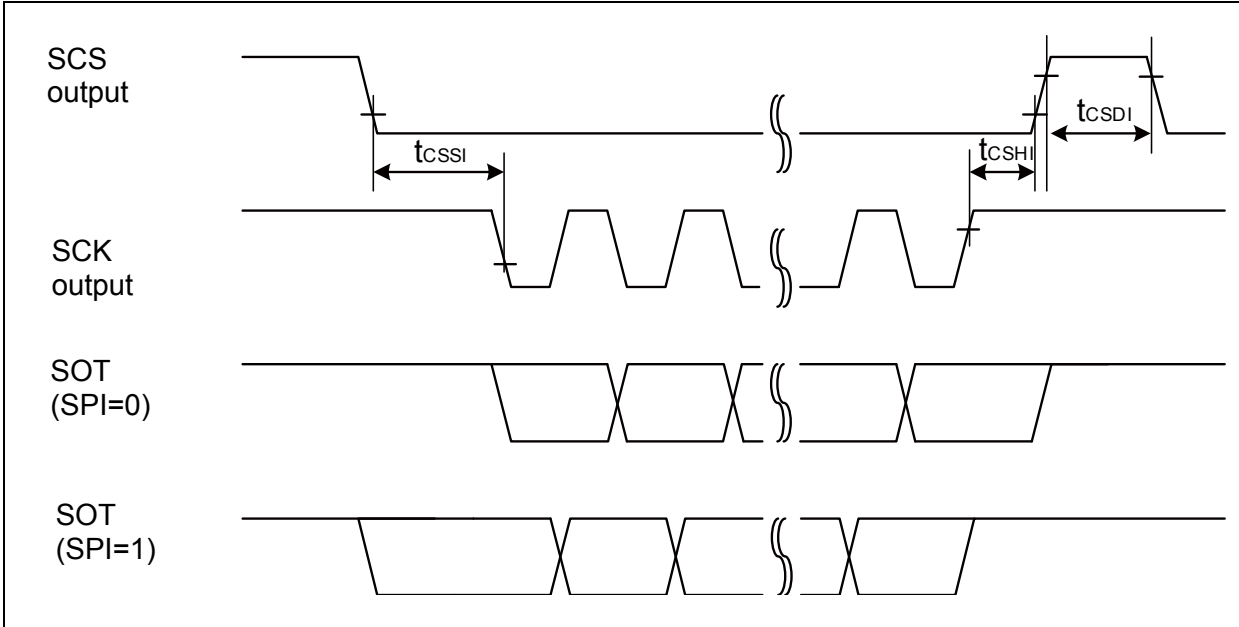 SCS
output
tCSDI
tCSSI
tCSHI
SCK
output
SOT
(SPI=0)
SOT
(SPI=1)